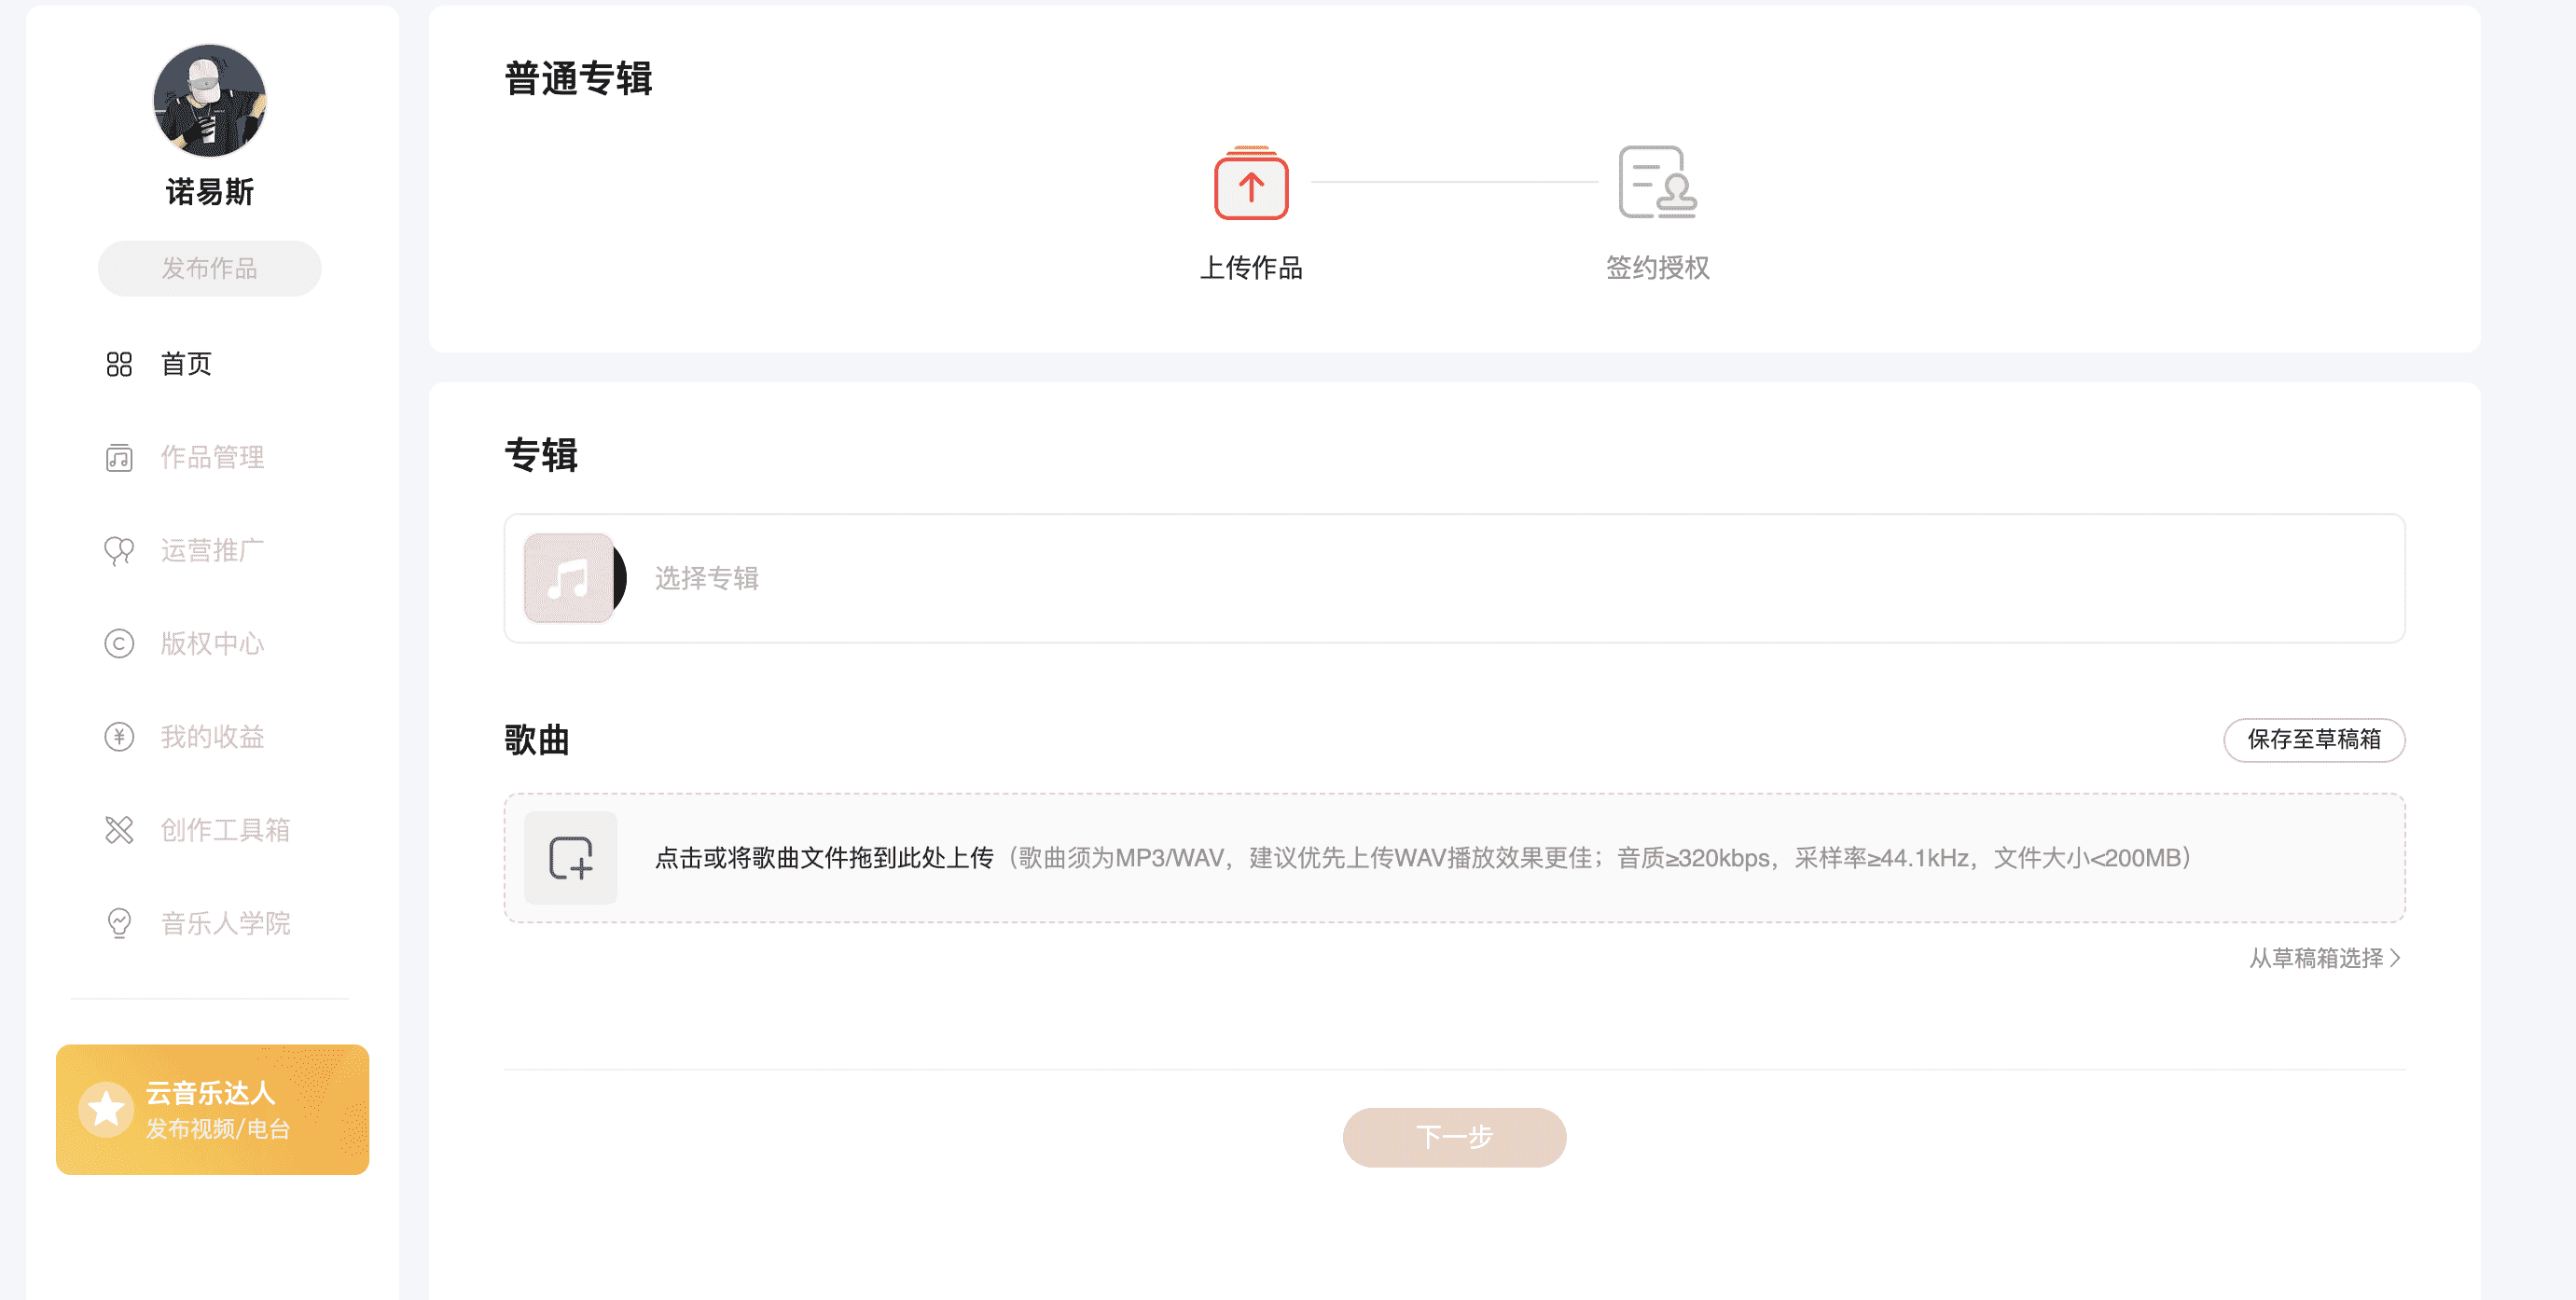 诺易斯
发布作品
首页
作品管理
运营推广
版权中心
我的收益
创作工具箱
音乐人学院
云音乐达人
发布视频/电台
普通专辑
上传作品
签约授权
专辑
选择专辑
歌曲
保存至草稿箱
点击或将歌曲文件拖到此处上传（歌曲须为MP3/WAV，建议优先上传WAV播放效果更佳；音质≥320kbps，采样率≥44.1kHz，文件大小<200MB）
从草稿箱选择
下一步